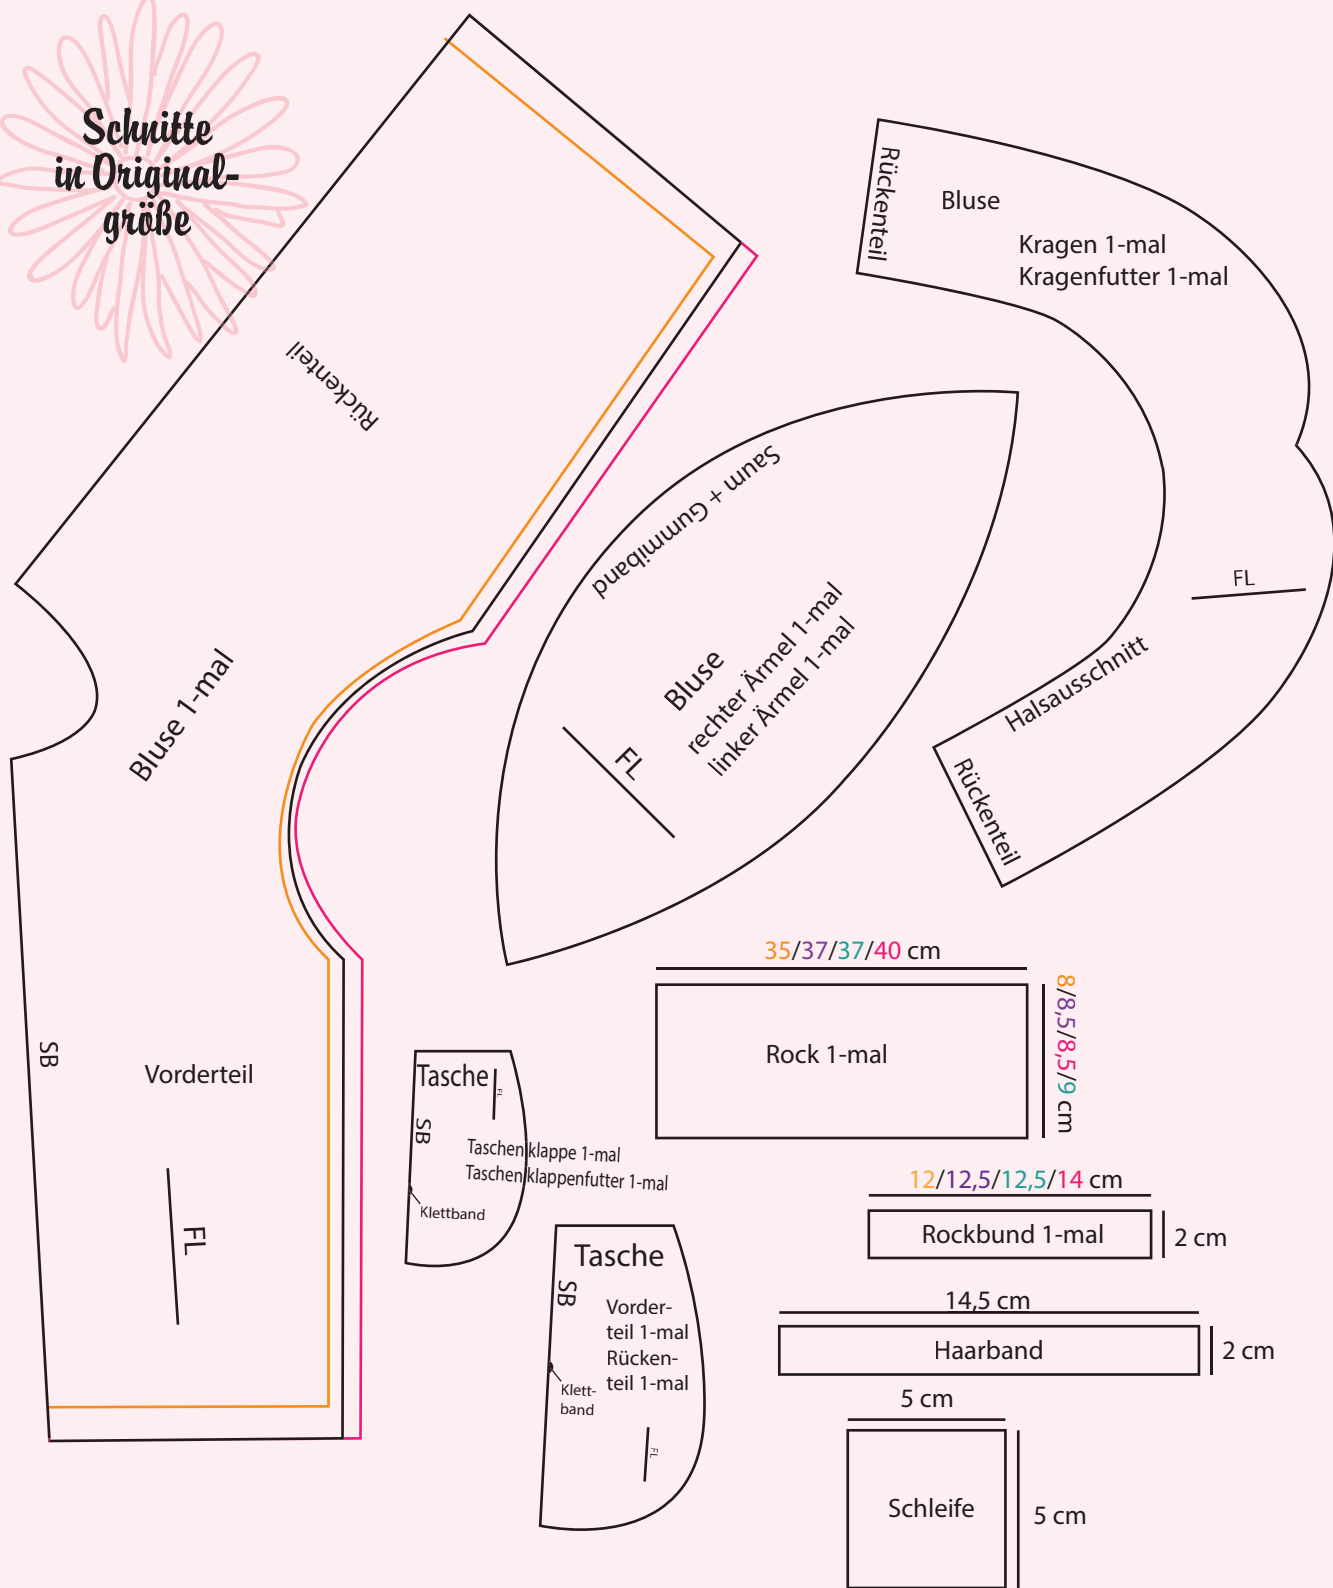 Schnitte
in Original-
größe
Rückenteil
Bluse 1-mal
SB
Vorderteil
FL
Rückenteil
Bluse
Kragen 1-mal
Kragenfutter 1-mal
FL
Halsausschnitt
Rückenteil
Saum + Gummiband
Bluse
rechter Ärmel 1-mal
linker Ärmel 1-mal
FL
35/37/37/40 cm
8/8,5/8,5/9 cm
Rock 1-mal
Tasche
FL
SB
Taschenklappe 1-mal
Taschenklappenfutter 1-mal
Klettband
12/12,5/12,5/14 cm
Rockbund 1-mal
2 cm
Tasche
SB
Vorder-
teil 1-mal
Rücken-
teil 1-mal
Klett-
band
FL
14,5 cm
Haarband
2 cm
5 cm
Schleife
5 cm